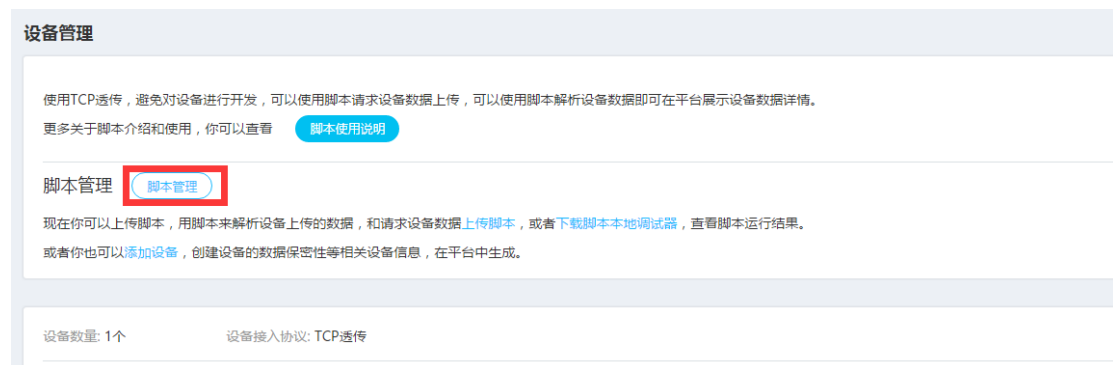 设备管理
使用TCP透传，避免对设备进行开发，可以使用脚本请求设备数据上传，可以使用脚本解析设备数据即可在平台展示设备数据详情。
更多关于脚本介绍和使用，你可以查看 脚本使用说明
脚本管理 脚本管理
现在你可以上传脚本，用脚本来解析设备上传的数据，和请求设备数据上传脚本，或者下载脚本本地调试器，查看脚本运行结果。
或者你也可以添加设备，创建设备的数据保密性等相关设备信息，在平台中生成。
设备数量: 1个 设备接入协议: TCP透传